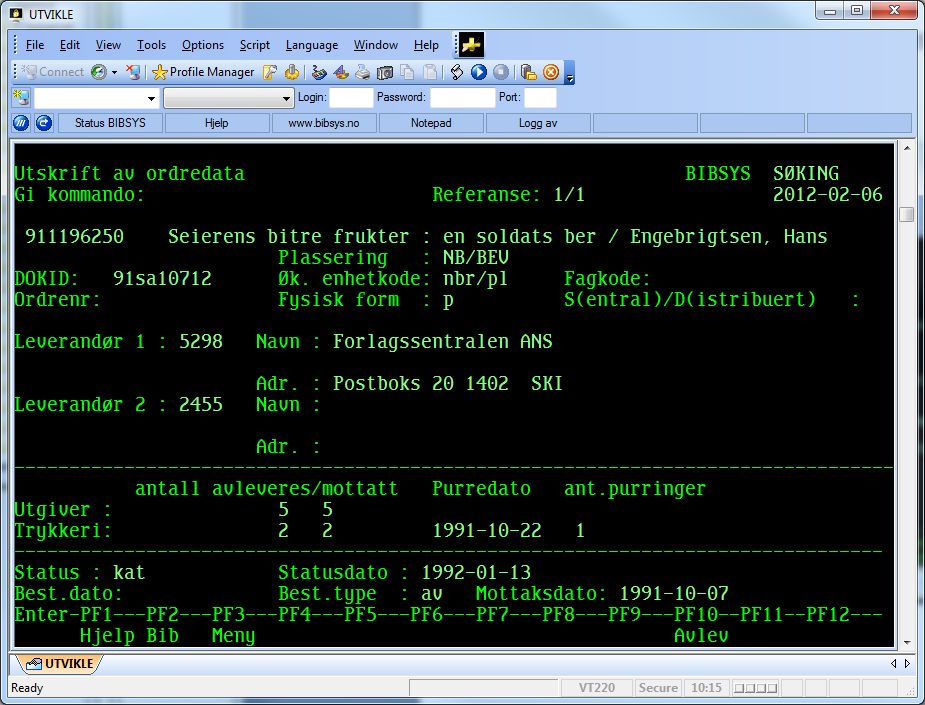 UTVIKLE
File Edit View Tools Options Script Language Window Help
Connect Profile Manager
Login: Password: Port:
Status BIBSYS Hjelp www.bibsys.no Notepad Logg av
Utskrift av ordredata BIBSYS SØKING
Gi kommando: Referanse: 1/1 2012-02-06
911196250 Seierens bitre frukter : en soldats ber / Engebrigtsen, Hans
Plassering : NB/BEV
DOKID: 91sa10712 Øk. enhetkode: nbr/pl Fagkode:
Ordrenr: Fysisk form : p S(entral)/D(istribuert) :
Leverandør 1 : 5298 Navn : Forlagssentralen ANS
Adr. : Postboks 20 1402 SKI
Leverandør 2 : 2455 Navn :
Adr. :
--------------------------------------------------------------------------------
antall avleveres/mottatt Purredato ant.purringer
Utgiver : 5 5
Trykkeri: 2 2 1991-10-22 1
-------------------------------------------------------------------------------
Status : kat Statusdato : 1992-01-13
Best.dato: Best.type : av Mottaksdato: 1991-10-07
Enter-PF1---PF2---PF3---PF4---PF5---PF6---PF7---PF8---PF9---PF10--PF11--PF12---
Hjelp Bib Meny Avlev
UTVIKLE
Ready VT220 Secure 10:15